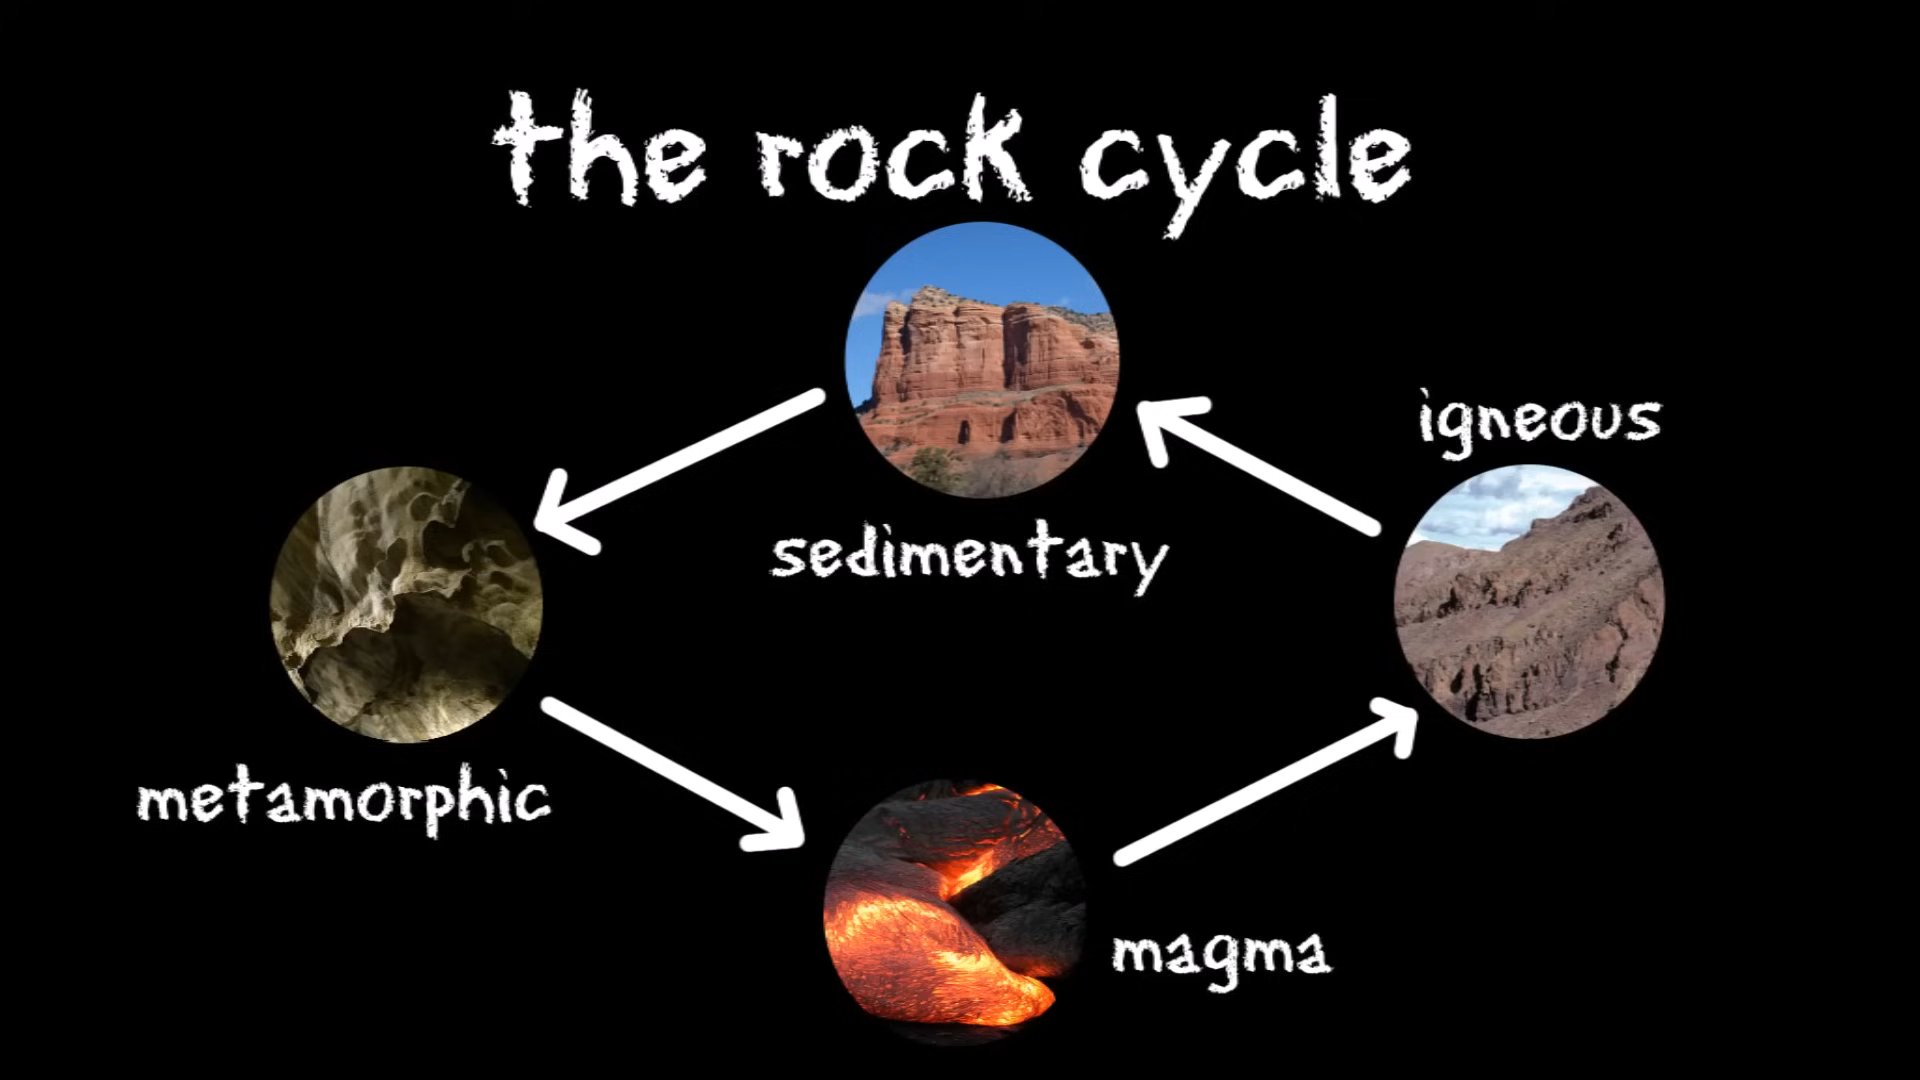 the rock cycle
igneous
sedimentary
metamorphic
magma